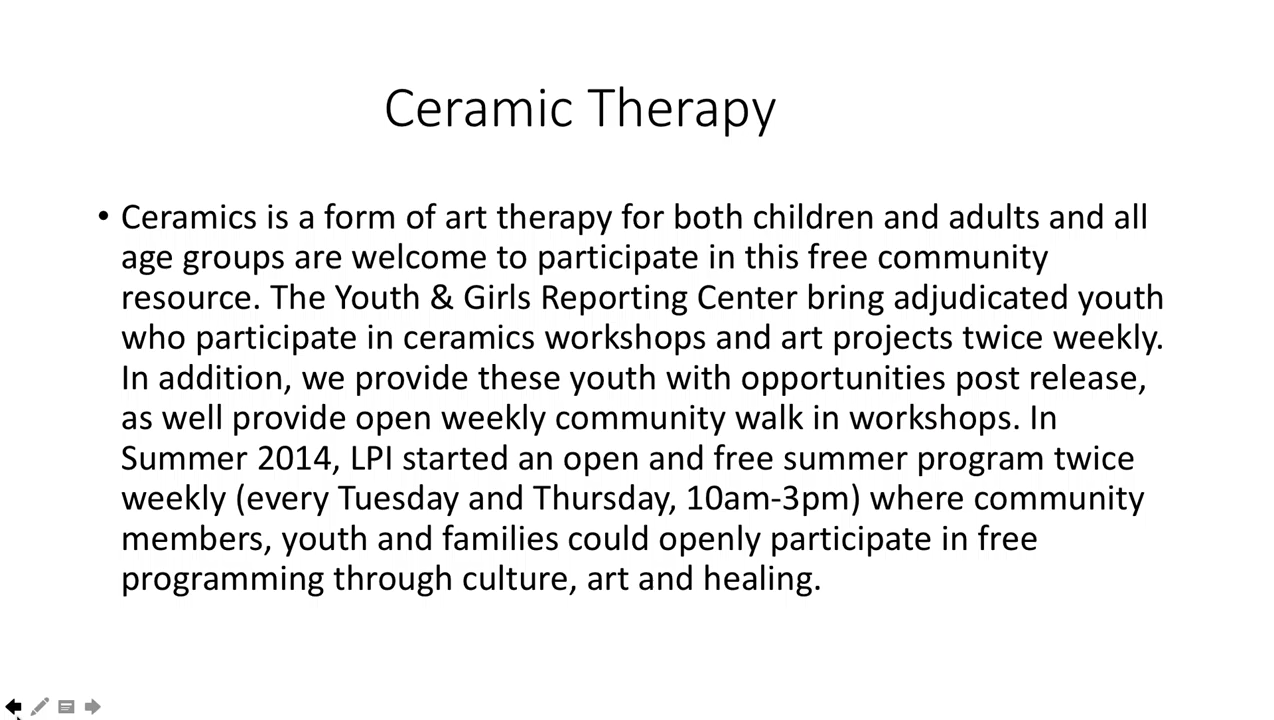 Ceramic Therapy
• Ceramics is a form of art therapy for both children and adults and all
age groups are welcome to participate in this free community
resource. The Youth & Girls Reporting Center bring adjudicated youth
who participate in ceramics workshops and art projects twice weekly.
In addition, we provide these youth with opportunities post release,
as well provide open weekly community walk in workshops. In
Summer 2014, LPI started an open and free summer program twice
weekly (every Tuesday and Thursday, 10am-3pm) where community
members, youth and families could openly participate in free
programming through culture, art and healing.